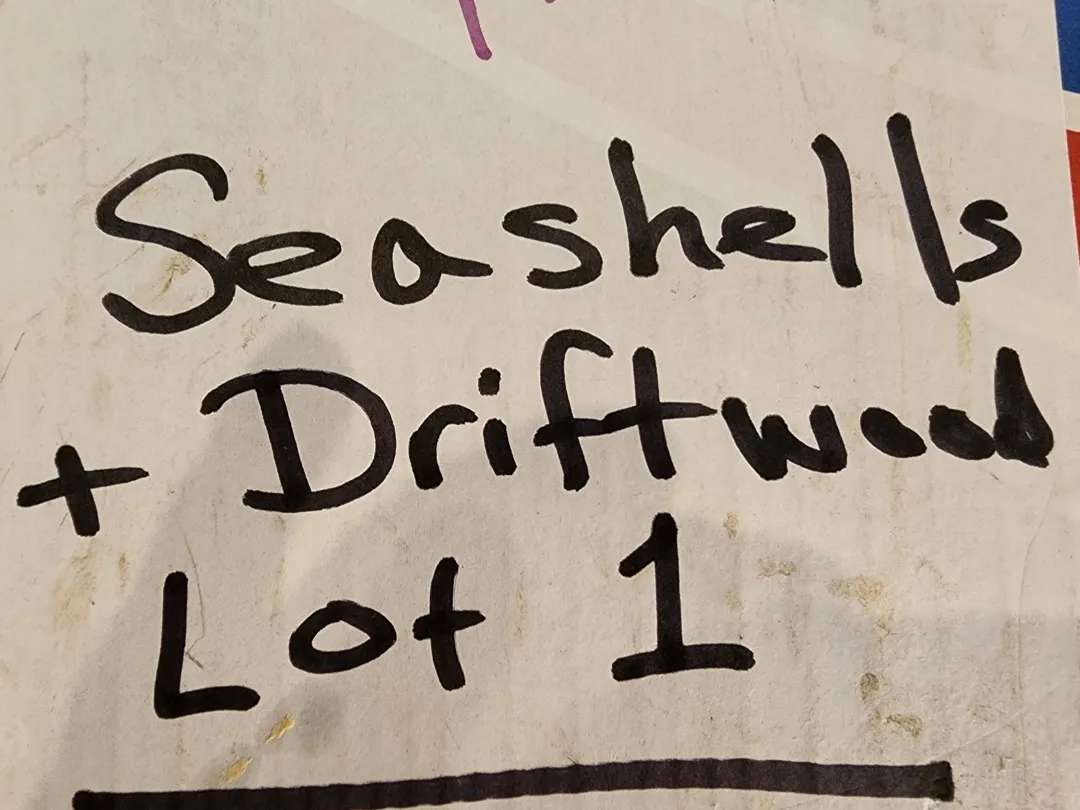 Seashells
+ Driftwood
Lot 1